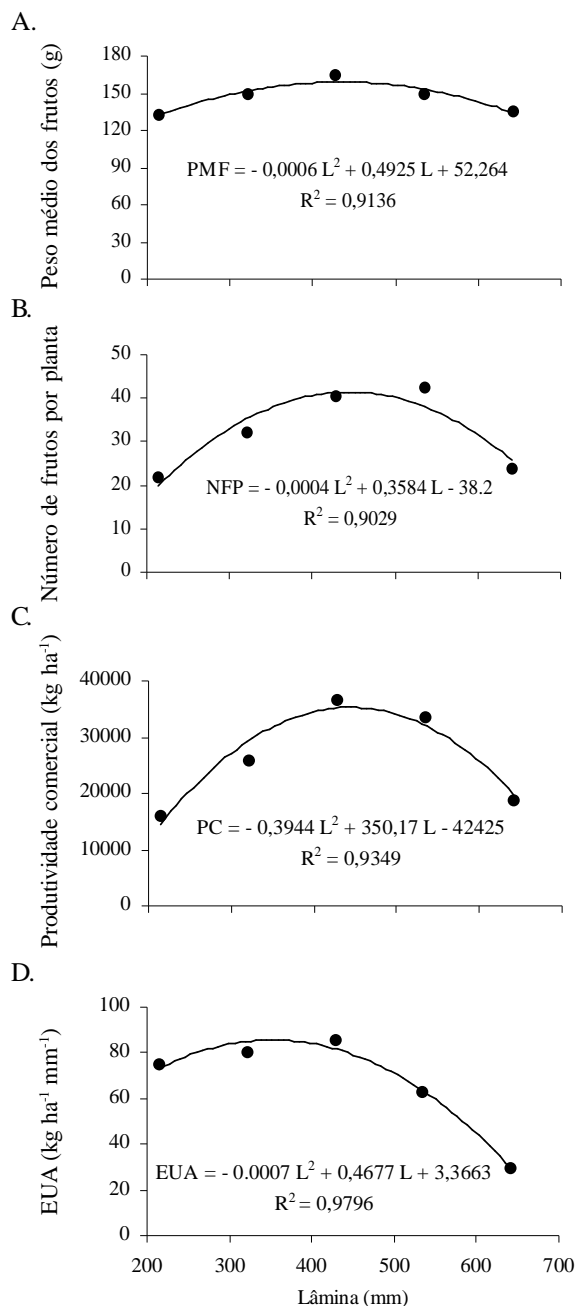 A.
Peso médio dos frutos (g)
180
150
120
90
60
30
0
PMF = - 0,0006 L² + 0,4925 L + 52,264
R² = 0,9136
B.
Número de frutos por planta
50
40
30
20
10
0
NFP = - 0,0004 L² + 0,3584 L - 38.2
R² = 0,9029
C.
Produtividade comercial (kg ha⁻¹)
40000
30000
20000
10000
0
PC = - 0,3944 L² + 350,17 L - 42425
R² = 0,9349
D.
EUA (kg ha⁻¹ mm⁻¹)
100
80
60
40
20
0
EUA = - 0.0007 L² + 0,4677 L + 3,3663
R² = 0,9796
200 300 400 500 600 700
Lâmina (mm)